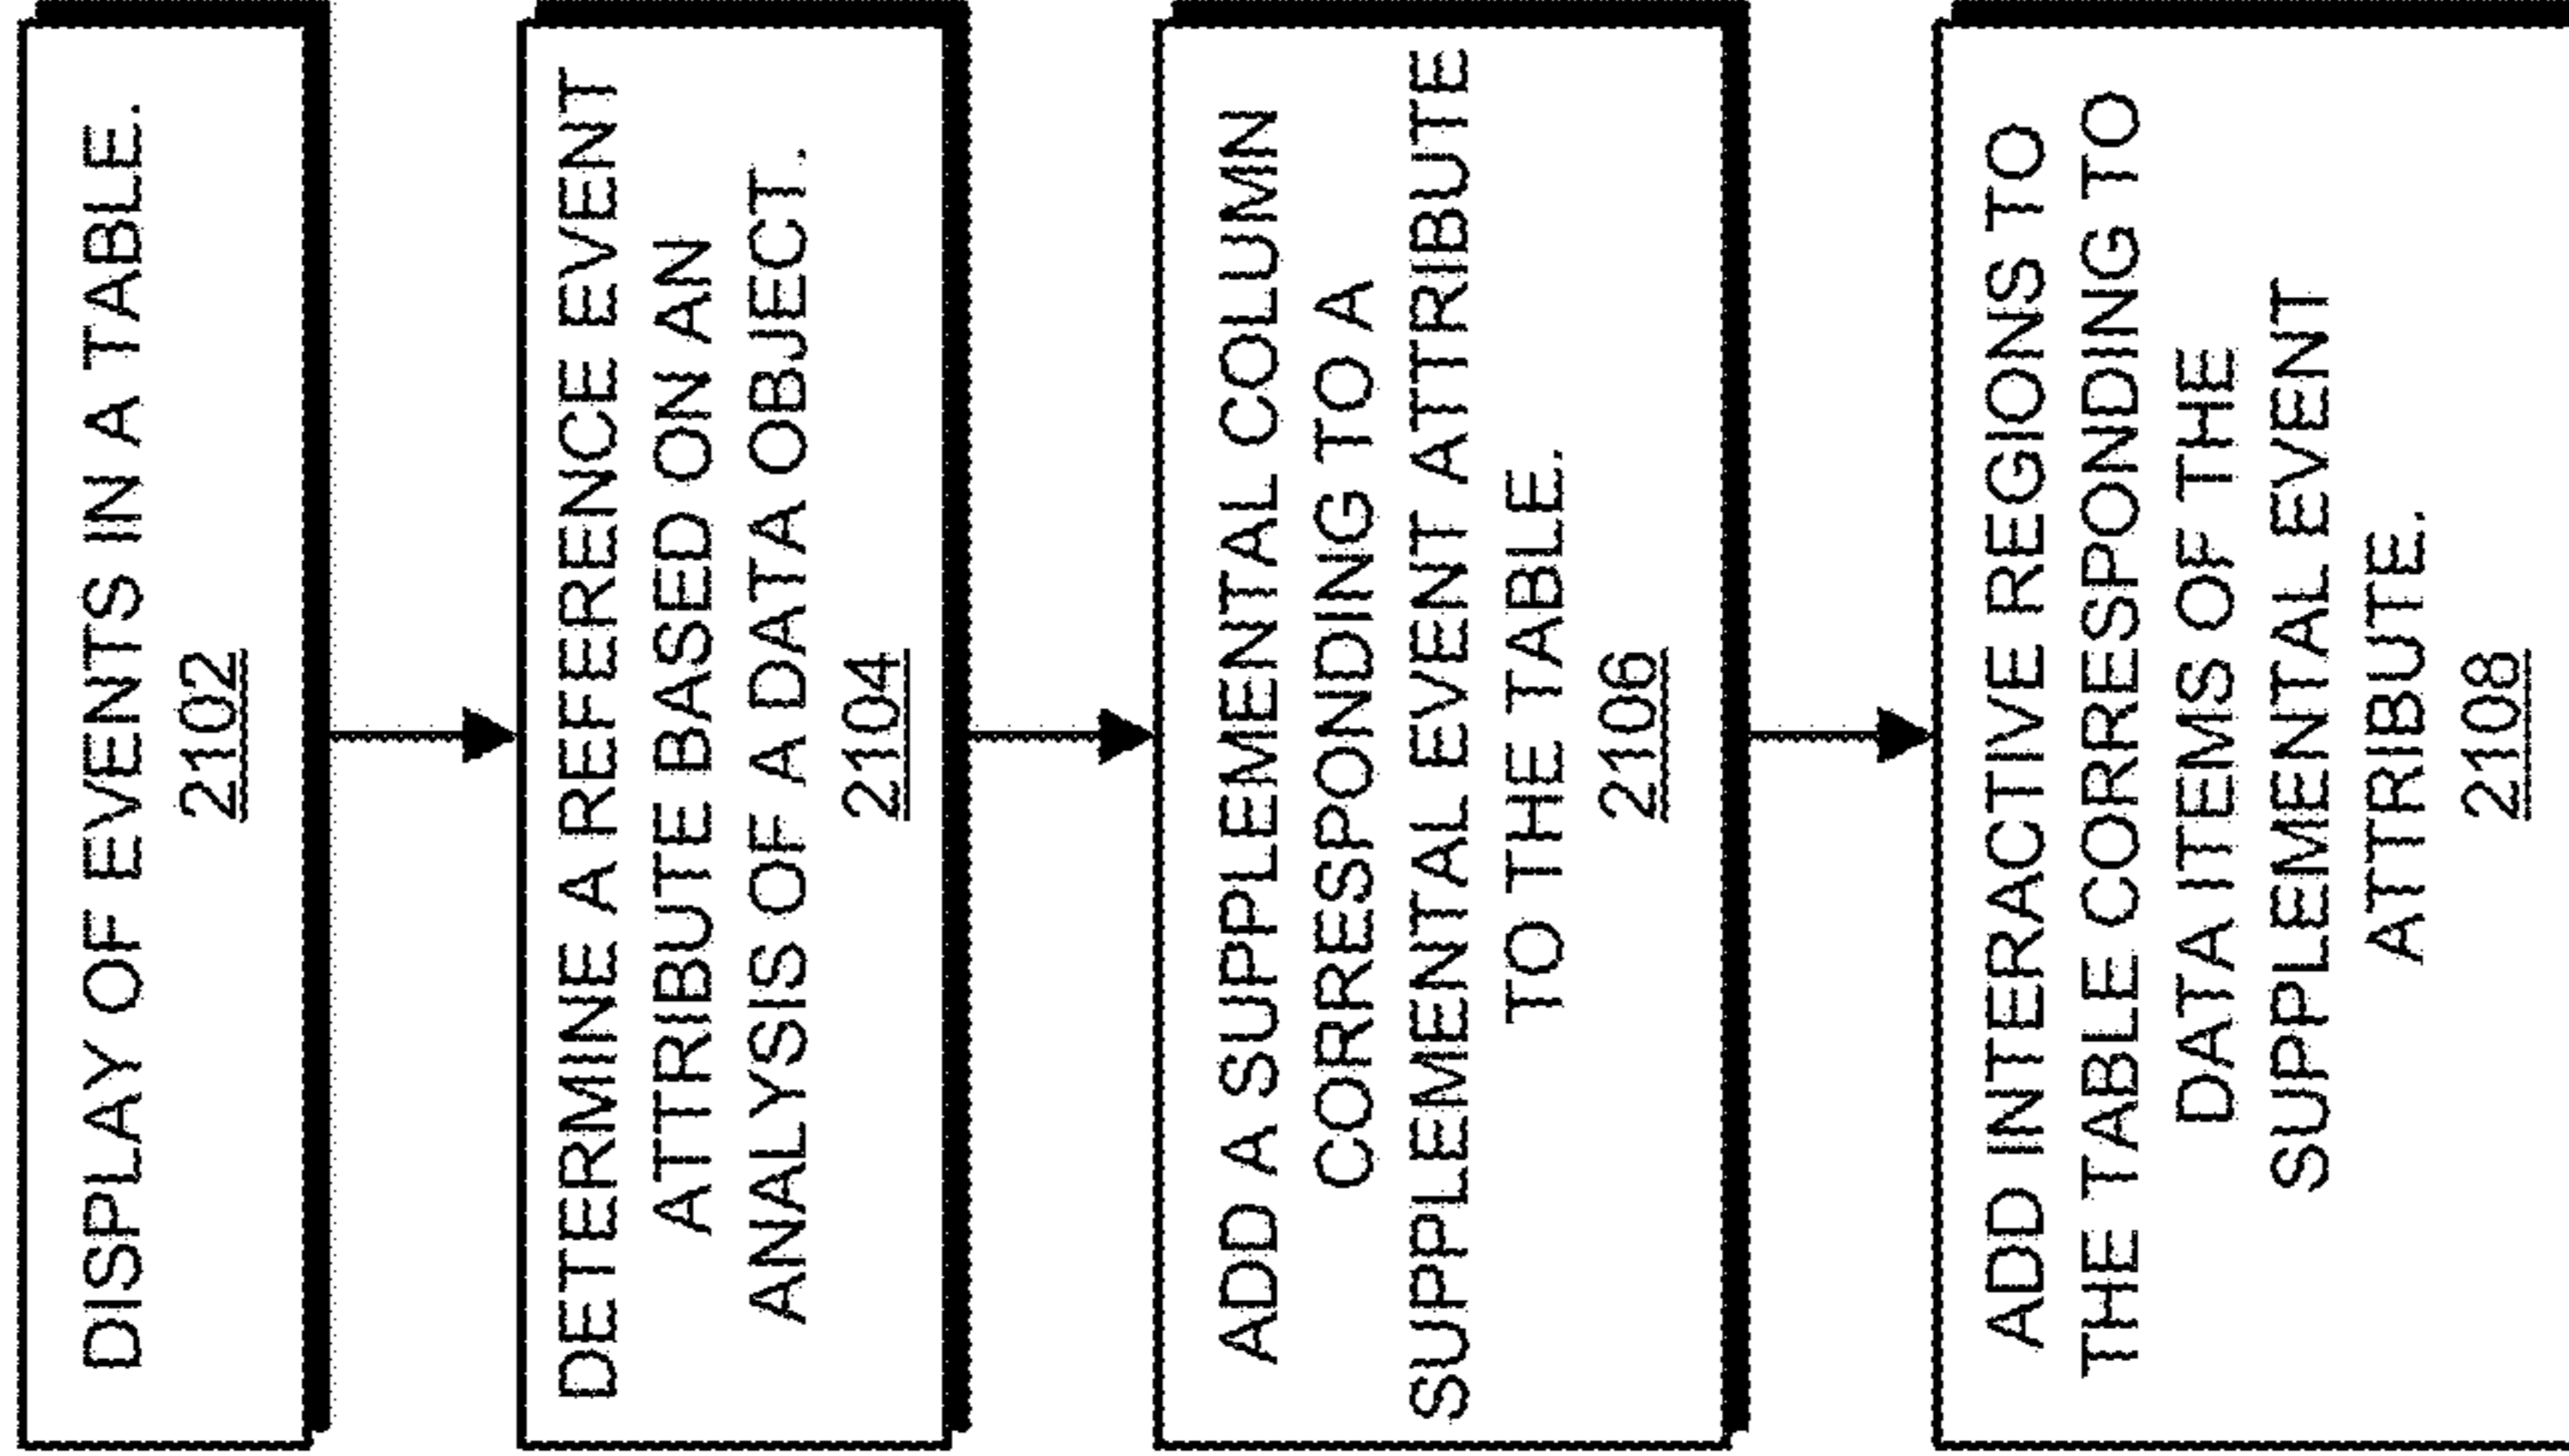 DISPLAY OF EVENTS IN A TABLE.
2102
DETERMINE A REFERENCE EVENT
ATTRIBUTE BASED ON AN
ANALYSIS OF A DATA OBJECT.
2104
ADD A SUPPLEMENTAL COLUMN
CORRESPONDING TO A
SUPPLEMENTAL EVENT ATTRIBUTE
TO THE TABLE.
2106
ADD INTERACTIVE REGIONS TO
THE TABLE CORRESPONDING TO
DATA ITEMS OF THE
SUPPLEMENTAL EVENT
ATTRIBUTE.
2108